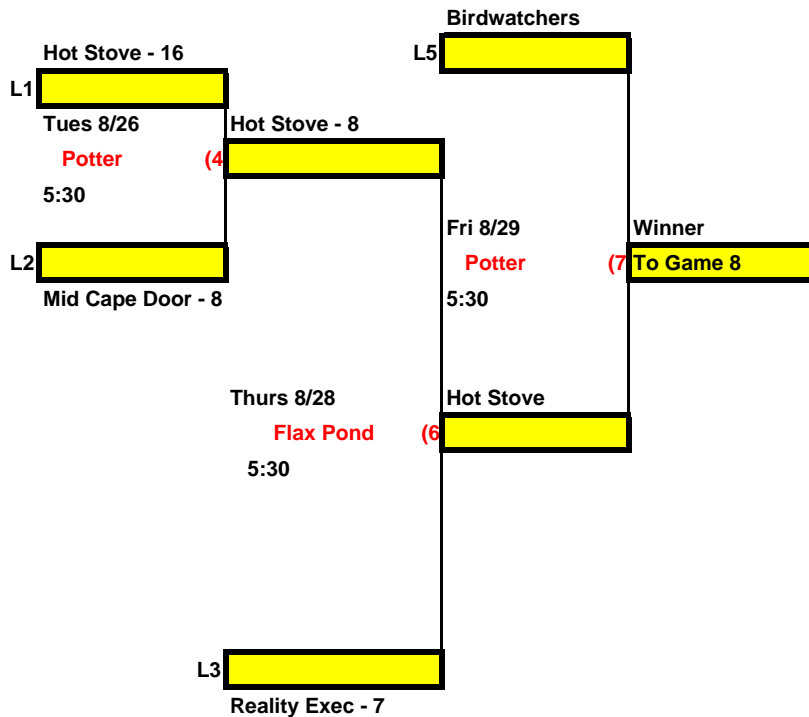 Birdwatchers
L5
Hot Stove - 16
L1
Tues 8/26
Hot Stove - 8
Potter (4
5:30
Fri 8/29
Winner
L2
Potter (7
To Game 8
Mid Cape Door - 8
5:30
Thurs 8/28
Hot Stove
Flax Pond (6
5:30
L3
Reality Exec - 7